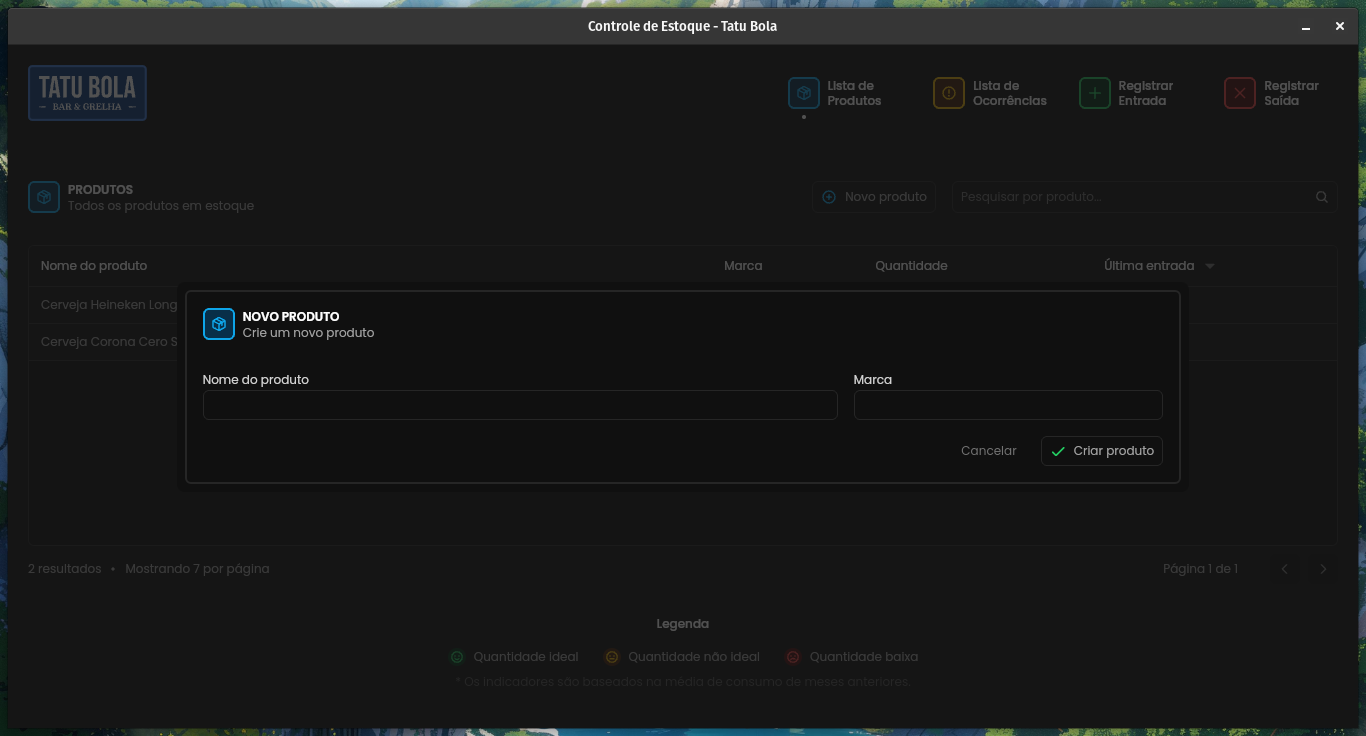 Controle de Estoque - Tatu Bola
TATU BOLA
BAR & GRELHA
Lista de
Produtos
Lista de
Ocorrências
Registrar
Entrada
Registrar
Saída
PRODUTOS
Todos os produtos em estoque
Novo produto
Pesquisar por produto...
Nome do produto
Marca
Quantidade
Última entrada
Cerveja Heineken Long
Cerveja Corona Cero S
NOVO PRODUTO
Crie um novo produto
Nome do produto
Marca
Cancelar
Criar produto
2 resultados • Mostrando 7 por página
Página 1 de 1
Legenda
Quantidade ideal
Quantidade não ideal
Quantidade baixa
* Os indicadores são baseados na média de consumo de meses anteriores.